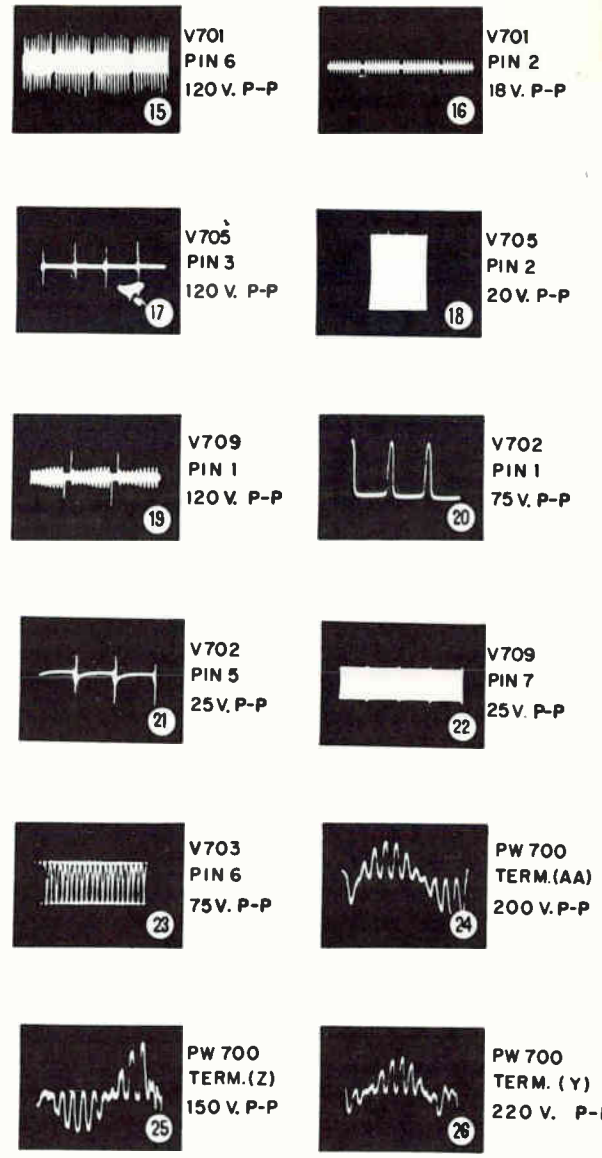 V701
PIN 6
120 V. P-P
15
V701
PIN 2
18 V. P-P
16
V705
PIN 3
120 V. P-P
17
V705
PIN 2
20 V. P-P
18
V709
PIN 1
120 V. P-P
19
V702
PIN 1
75 V. P-P
20
V702
PIN 5
25 V. P-P
21
V709
PIN 7
25 V. P-P
22
V703
PIN 6
75 V. P-P
23
PW 700
TERM. (AA)
200 V. P-P
24
PW 700
TERM. (Z)
150 V. P-P
25
PW 700
TERM. (Y)
220 V. P-P
26